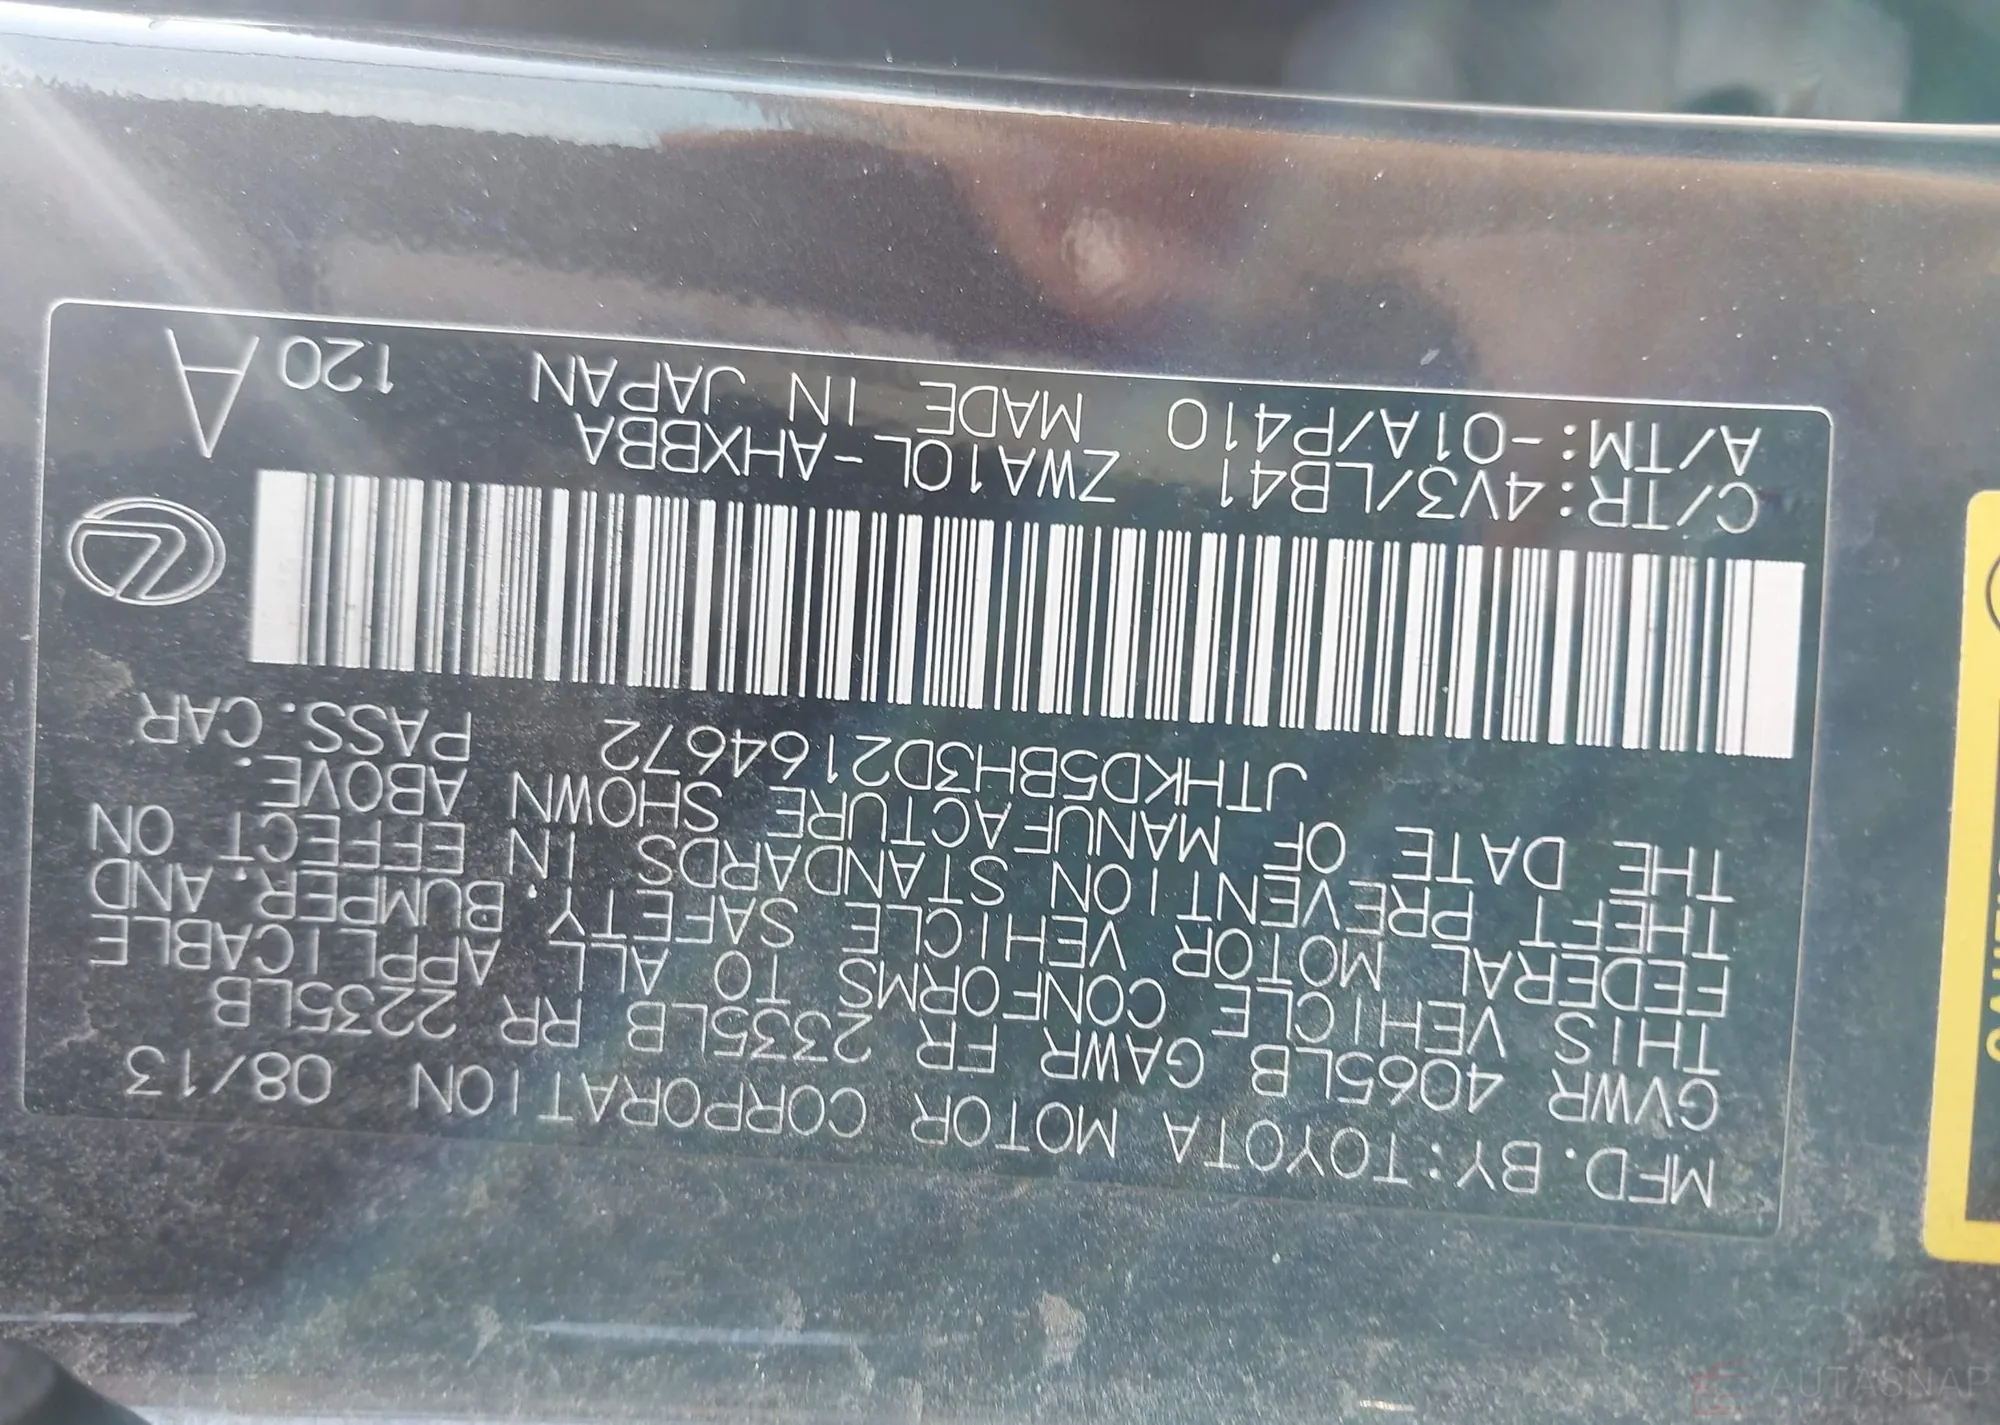 MFD. BY: TOYOTA MOTOR CORPORATION 08/13
GVWR 4065LB GAWR FR 2335LB RR 2235LB
THIS VEHICLE CONFORMS TO ALL APPLICABLE
FEDERAL MOTOR VEHICLE SAFETY, BUMPER, AND
THEFT PREVENTION STANDARDS IN EFFECT ON
THE DATE OF MANUFACTURE SHOWN ABOVE.
JTHKD5BH3D2164672 PASS. CAR
C/TR: 4V3/LB41 ZWA10L-AHXBBA
A/TM: -01A/P410 MADE IN JAPAN 120 A
AUTASNAP